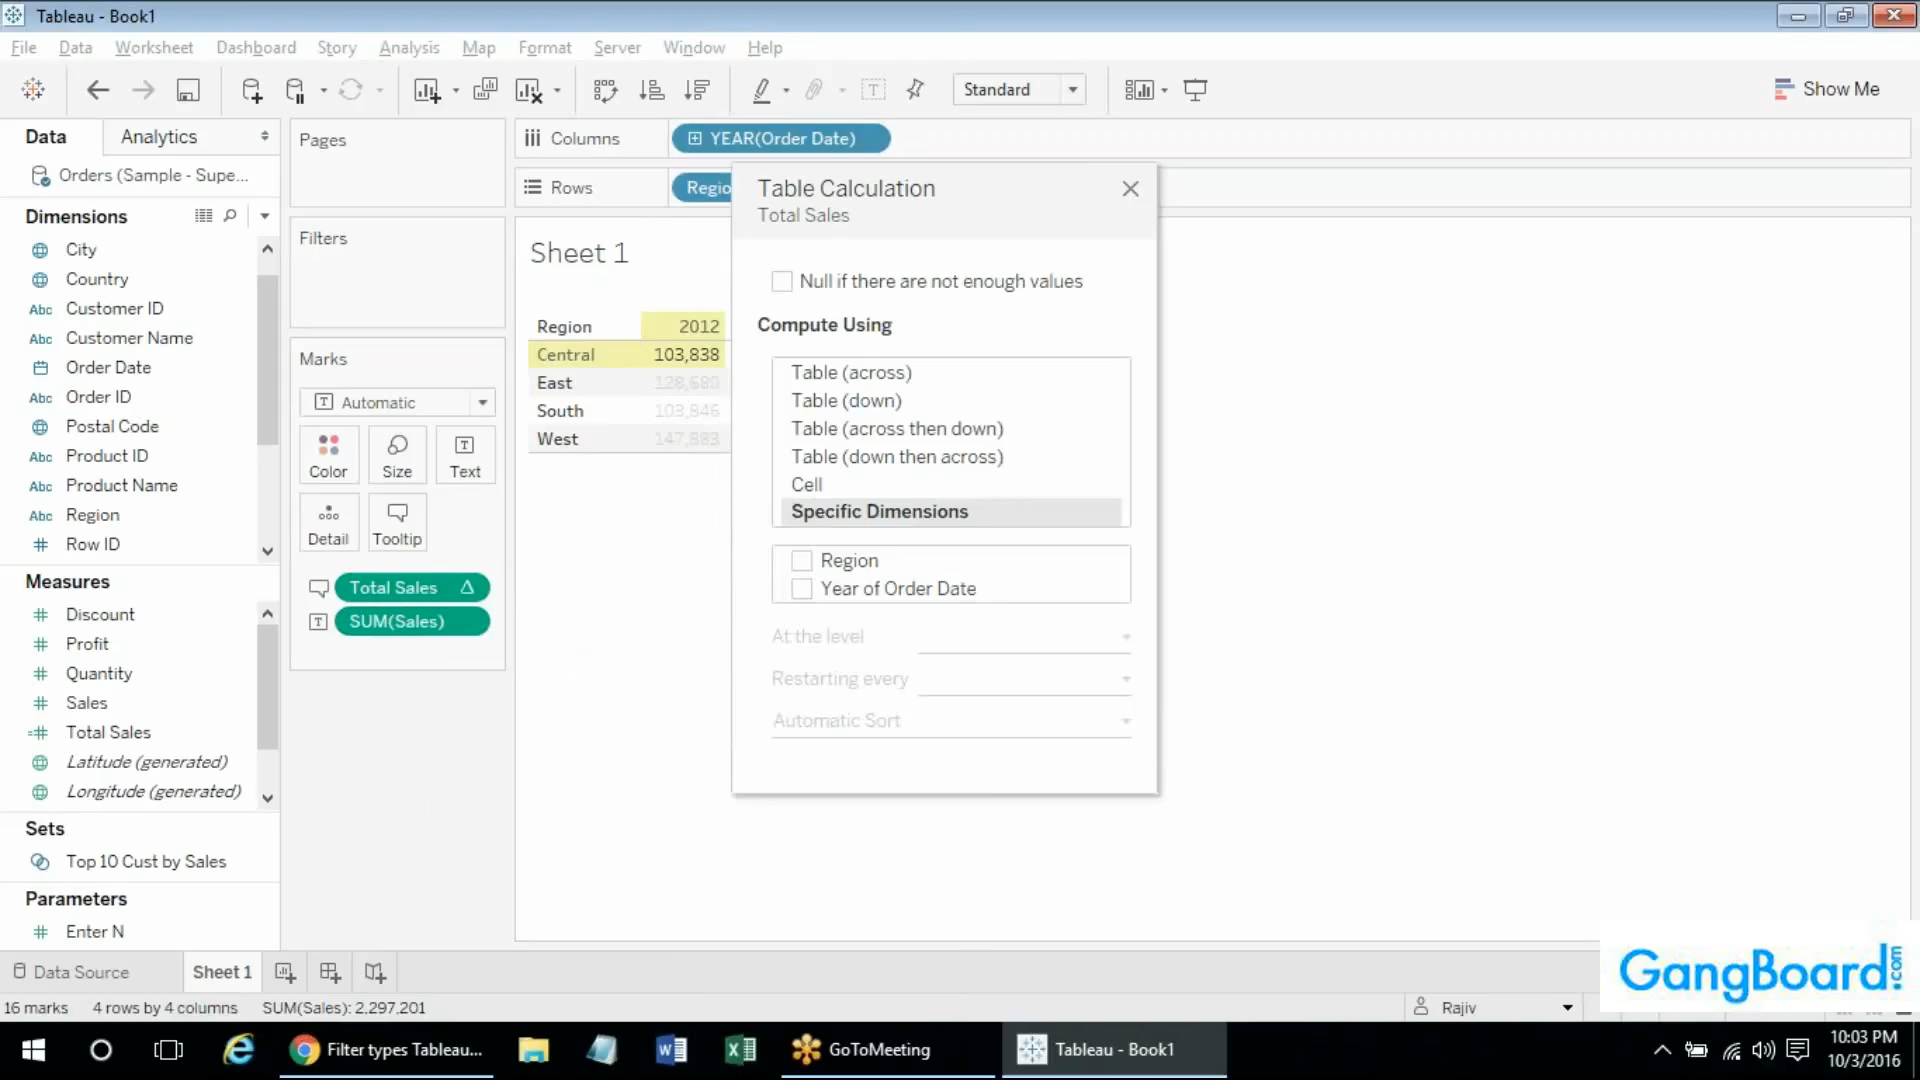 Tableau - Book1
File Data Worksheet Dashboard Story Analysis Map Format Server Window Help
Standard
Show Me
Data Analytics
Pages
Columns YEAR(Order Date)
Orders (Sample - Supe...
Rows Regio
Table Calculation
Total Sales
Dimensions
Filters
City
Country
Customer ID
Customer Name
Order Date
Order ID
Postal Code
Product ID
Product Name
Region
Row ID
Sheet 1
Region 2012
Central 103,838
East 128,680
South 103,846
West 147,883
Null if there are not enough values
Compute Using
Table (across)
Table (down)
Table (across then down)
Table (down then across)
Cell
Specific Dimensions
Region
Year of Order Date
At the level
Restarting every
Automatic Sort
Marks
Automatic
Color Size Text
Detail Tooltip
Total Sales
SUM(Sales)
Measures
Discount
Profit
Quantity
Sales
Total Sales
Latitude (generated)
Longitude (generated)
Sets
Top 10 Cust by Sales
Parameters
Enter N
Data Source Sheet 1
GangBoard.com
16 marks 4 rows by 4 columns SUM(Sales): 2,297,201
Rajiv
Filter types Tableau...
GoToMeeting
Tableau - Book1
10:03 PM
10/3/2016